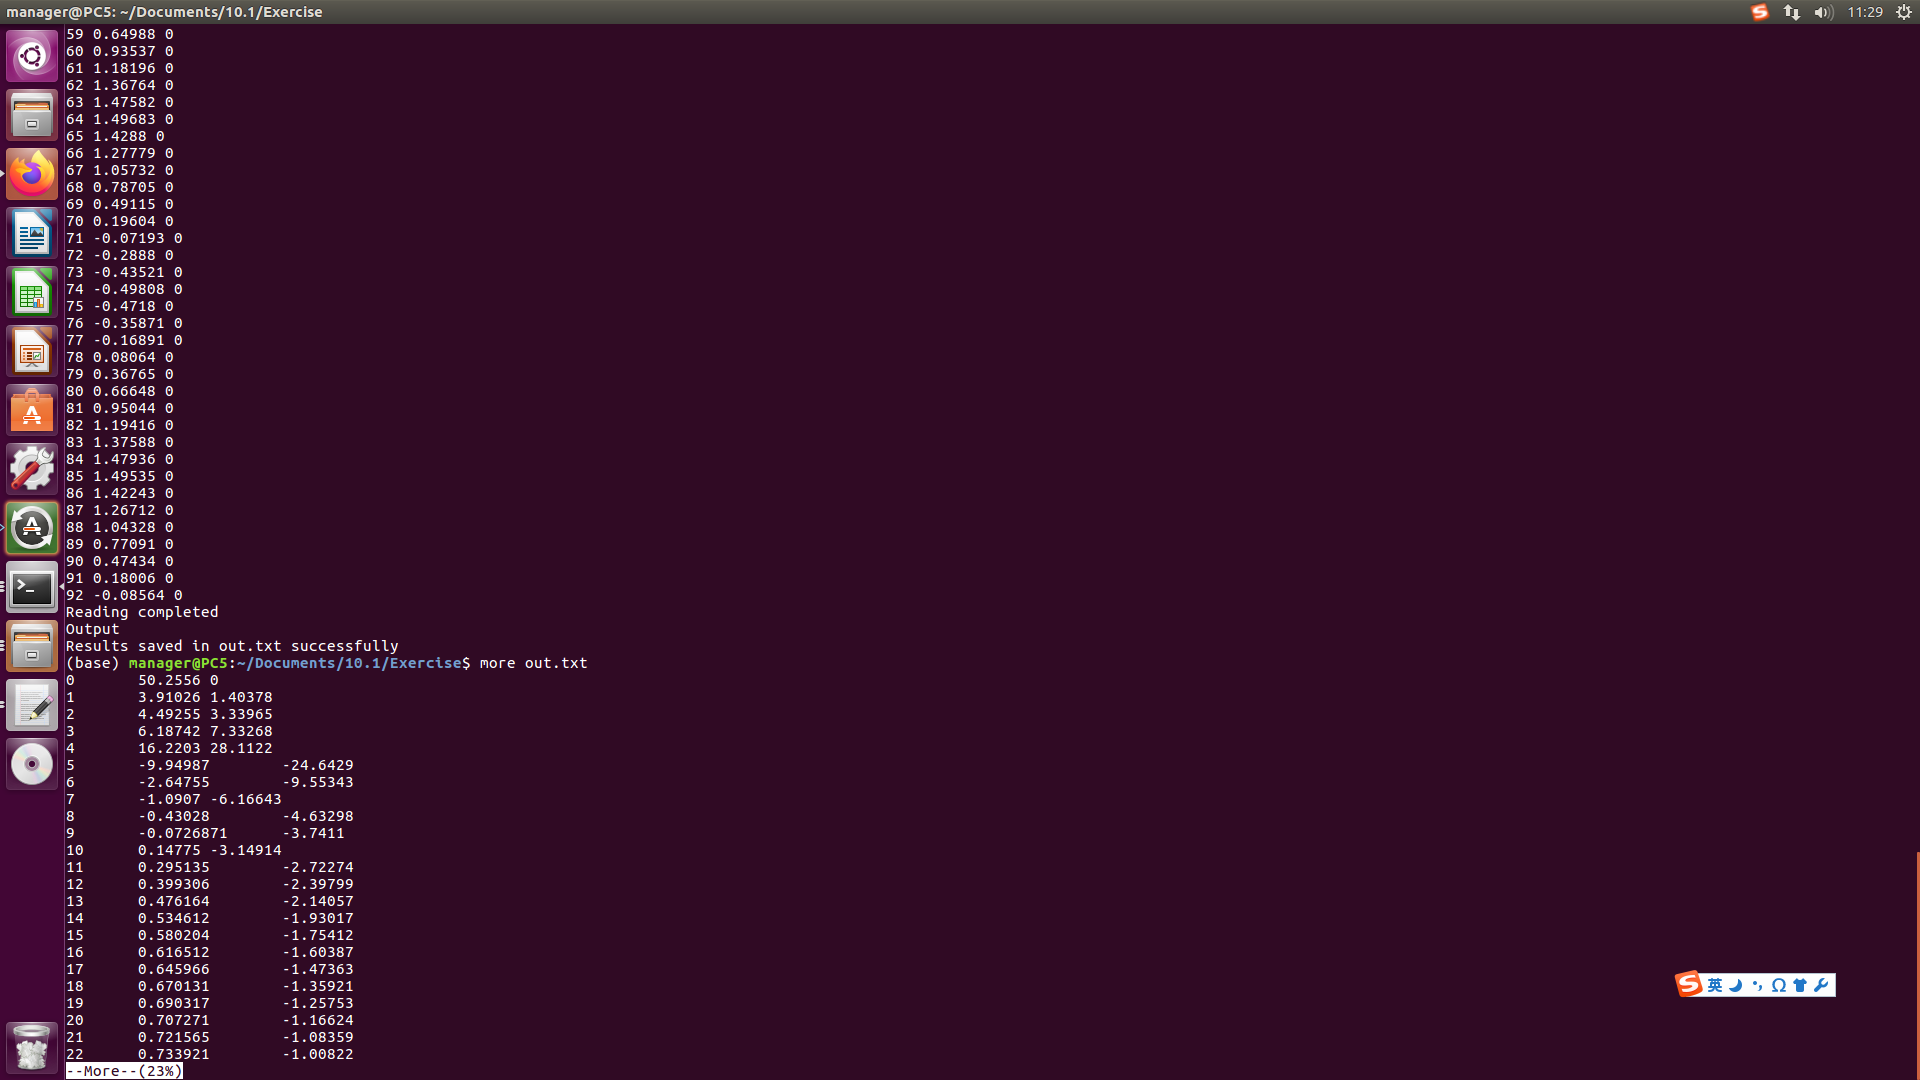 manager@PC5: ~/Documents/10.1/Exercise
11:29
59 0.64988 0
60 0.93537 0
61 1.18196 0
62 1.36764 0
63 1.47582 0
64 1.49683 0
65 1.4288 0
66 1.27779 0
67 1.05732 0
68 0.78705 0
69 0.49115 0
70 0.19604 0
71 -0.07193 0
72 -0.2888 0
73 -0.43521 0
74 -0.49808 0
75 -0.4718 0
76 -0.35871 0
77 -0.16891 0
78 0.08064 0
79 0.36765 0
80 0.66648 0
81 0.95044 0
82 1.19416 0
83 1.37588 0
84 1.47936 0
85 1.49535 0
86 1.42243 0
87 1.26712 0
88 1.04328 0
89 0.77091 0
90 0.47434 0
91 0.18006 0
92 -0.08564 0
Reading completed
Output
Results saved in out.txt successfully
(base) manager@PC5:~/Documents/10.1/Exercise$ more out.txt
0 50.2556 0
1 3.91026 1.40378
2 4.49255 3.33965
3 6.18742 7.33268
4 16.2203 28.1122
5 -9.94987 -24.6429
6 -2.64755 -9.55343
7 -1.0907 -6.16643
8 -0.43028 -4.63298
9 -0.0726871 -3.7411
10 0.14775 -3.14914
11 0.295135 -2.72274
12 0.399306 -2.39799
13 0.476164 -2.14057
14 0.534612 -1.93017
15 0.580204 -1.75412
16 0.616512 -1.60387
17 0.645966 -1.47363
18 0.670131 -1.35921
19 0.690317 -1.25753
20 0.707271 -1.16624
21 0.721565 -1.08359
22 0.733921 -1.00822
--More--(23%)
S 英 Ω